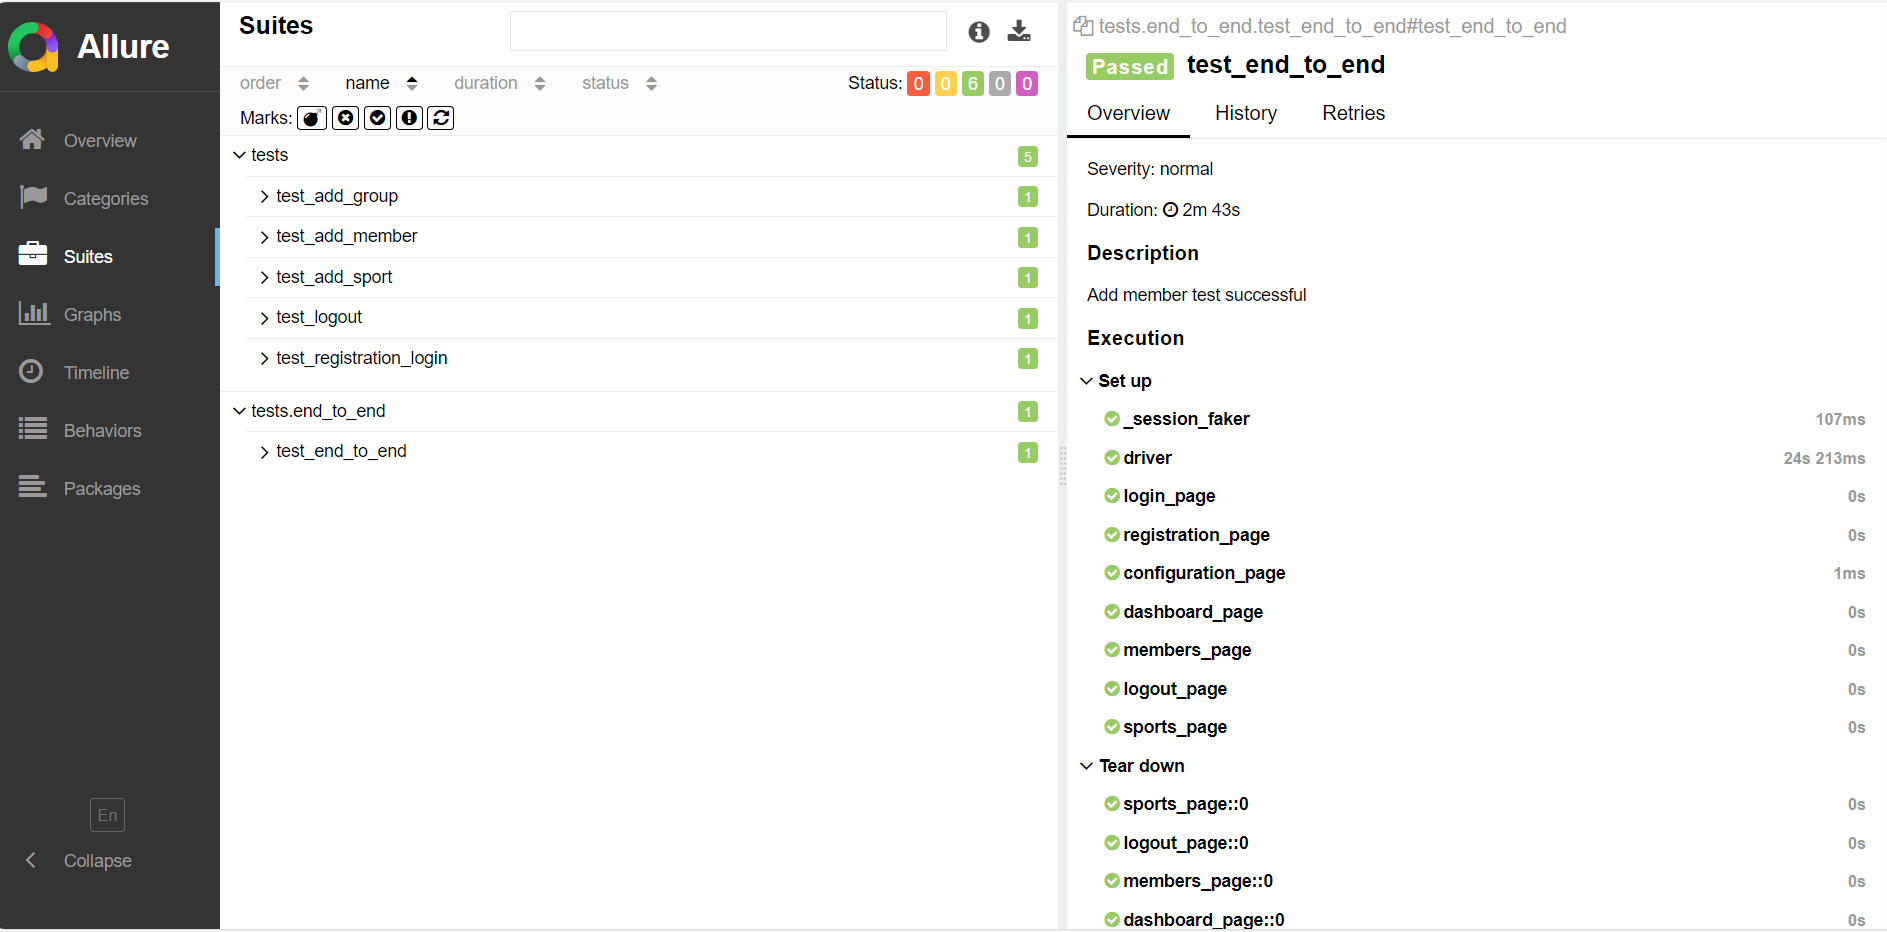 Allure
Overview
Categories
Suites
Graphs
Timeline
Behaviors
Packages
En
Collapse
Suites
order name duration status Status: 0 0 6 0 0
Marks:
tests 5
test_add_group 1
test_add_member 1
test_add_sport 1
test_logout 1
test_registration_login 1
tests.end_to_end 1
test_end_to_end 1
tests.end_to_end.test_end_to_end#test_end_to_end
Passed test_end_to_end
Overview History Retries
Severity: normal
Duration: 2m 43s
Description
Add member test successful
Execution
Set up
_session_faker 107ms
driver 24s 213ms
login_page 0s
registration_page 0s
configuration_page 1ms
dashboard_page 0s
members_page 0s
logout_page 0s
sports_page 0s
Tear down
sports_page::0 0s
logout_page::0 0s
members_page::0 0s
dashboard_page::0 0s